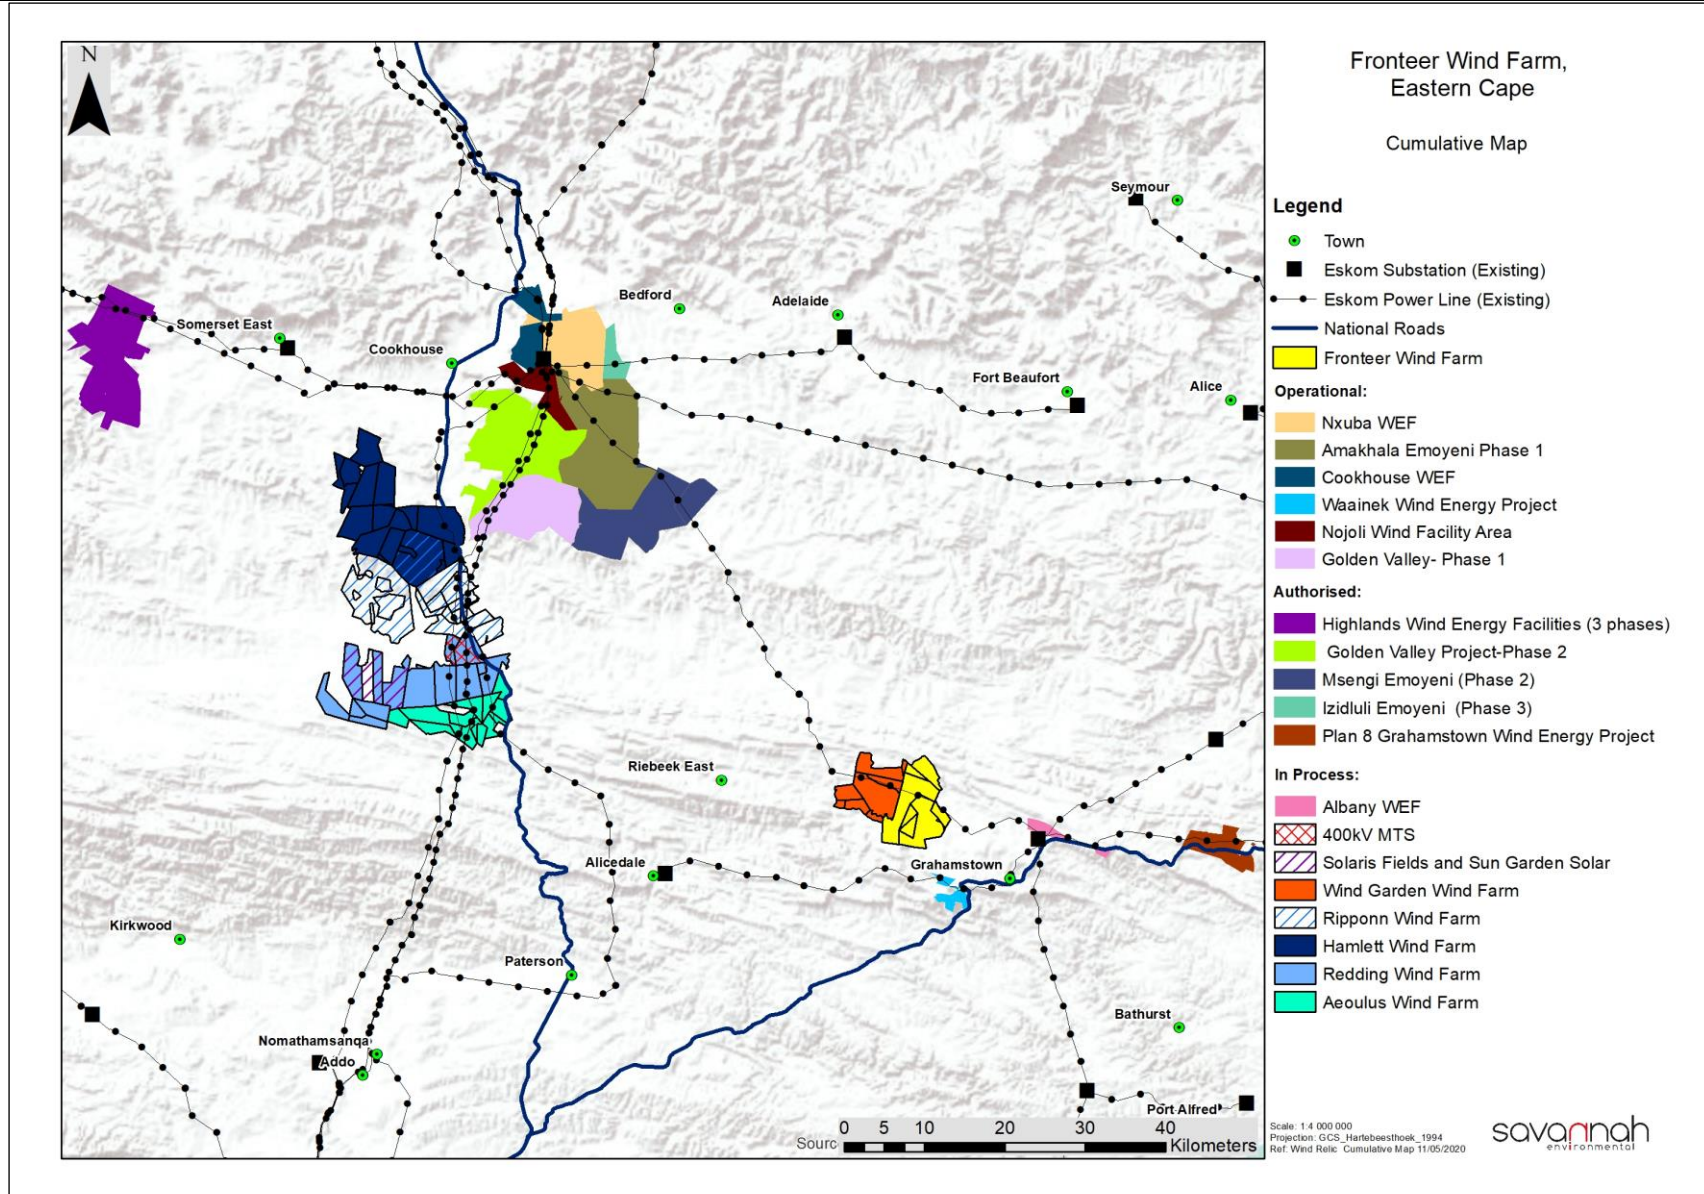 N
Seymour
Bedford
Adelaide
Somerset East
Cookhouse
Fort Beaufort
Alice
Riebeek East
Alicedale
Grahamstown
Kirkwood
Paterson
Bathurst
Nomathamsanqa
Addo
Port Alfred
0 5 10 20 30 40
Sourc
Kilometers
Fronteer Wind Farm,
Eastern Cape
Cumulative Map
Legend
Town
Eskom Substation (Existing)
Eskom Power Line (Existing)
National Roads
Fronteer Wind Farm
Operational:
Nxuba WEF
Amakhala Emoyeni Phase 1
Cookhouse WEF
Waainek Wind Energy Project
Nojoli Wind Facility Area
Golden Valley- Phase 1
Authorised:
Highlands Wind Energy Facilities (3 phases)
Golden Valley Project-Phase 2
Msengi Emoyeni (Phase 2)
Izidluli Emoyeni (Phase 3)
Plan 8 Grahamstown Wind Energy Project
In Process:
Albany WEF
400kV MTS
Solaris Fields and Sun Garden Solar
Wind Garden Wind Farm
Ripponn Wind Farm
Hamlett Wind Farm
Redding Wind Farm
Aeoulus Wind Farm
Scale: 1:4 000 000
Projection: GCS_Hartebeesthoek_1994
Ref: Wind Relic Cumulative Map 11/05/2020
savannah
environmental